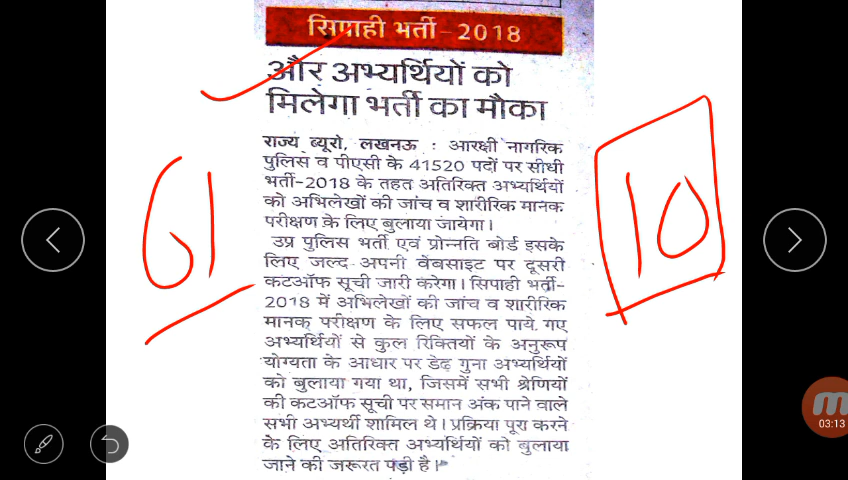 सिपाही भर्ती-2018
और अभ्यर्थियों को
मिलेगा भर्ती का मौका
राज्य ब्यूरो, लखनऊ : आरक्षी नागरिक
पुलिस व पीएसी के 41520 पदों पर सीधी
भर्ती-2018 के तहत अतिरिक्त अभ्यर्थियों
को अभिलेखों की जांच व शारीरिक मानक
परीक्षण के लिए बुलाया जायेगा।
उप्र पुलिस भर्ती एवं प्रोन्नति बोर्ड इसके
लिए जल्द अपनी वेबसाइट पर दूसरी
कटऑफ सूची जारी करेगा। सिपाही भर्ती-
2018 में अभिलेखों की जांच व शारीरिक
मानक परीक्षण के लिए सफल पाये गए
अभ्यर्थियों से कुल रिक्तियों के अनुरूप
योग्यता के आधार पर डेढ़ गुना अभ्यर्थियों
को बुलाया गया था, जिसमें सभी श्रेणियों
की कटऑफ सूची पर समान अंक पाने वाले
सभी अभ्यर्थी शामिल थे। प्रक्रिया पूरा करने
के लिए अतिरिक्त अभ्यर्थियों को बुलाया
जाने की जरूरत पड़ी है।
61
10
03:13